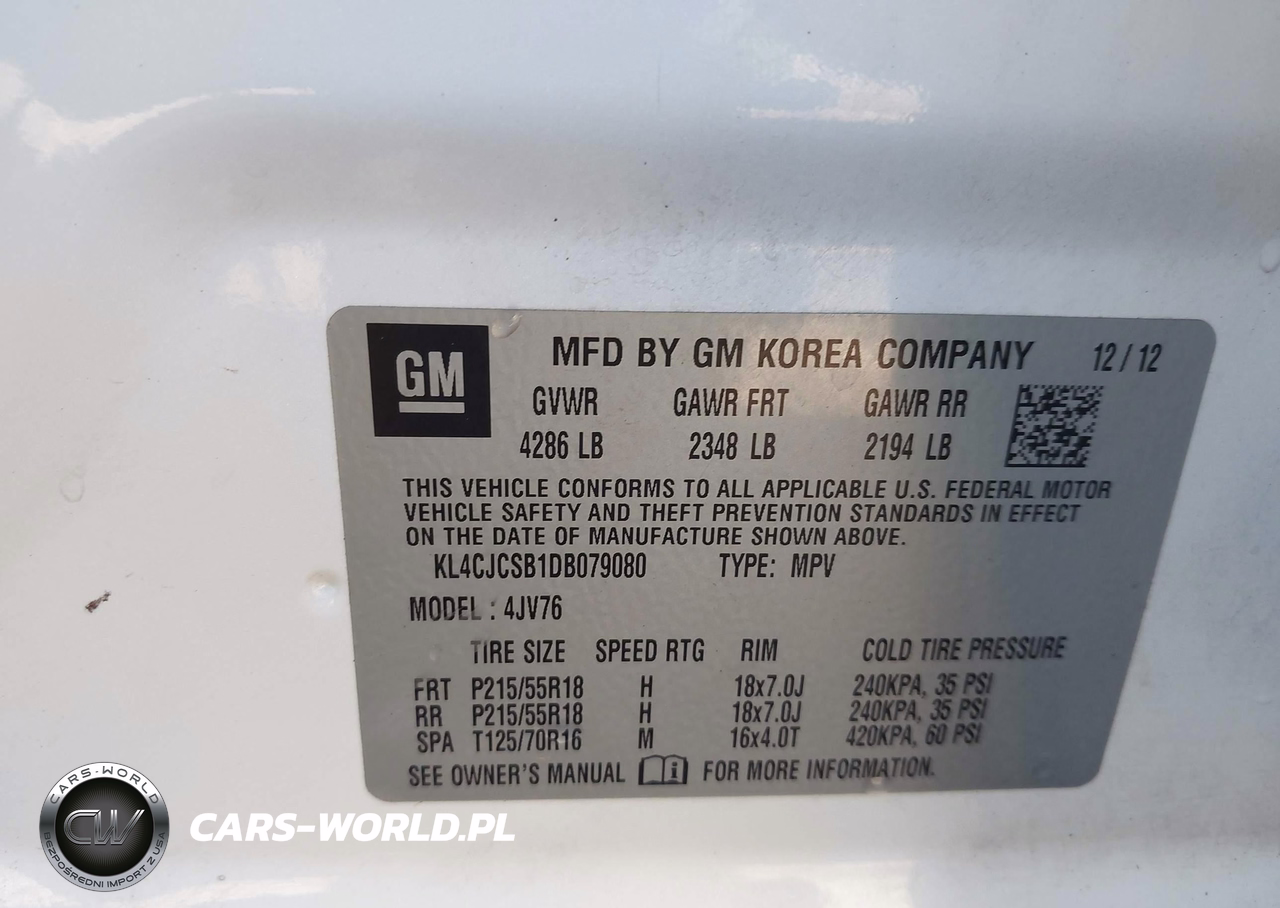 GM
MFD BY GM KOREA COMPANY 12/12
GVWR GAWR FRT GAWR RR
4286 LB 2348 LB 2194 LB
THIS VEHICLE CONFORMS TO ALL APPLICABLE U.S. FEDERAL MOTOR
VEHICLE SAFETY AND THEFT PREVENTION STANDARDS IN EFFECT
ON THE DATE OF MANUFACTURE SHOWN ABOVE.
KL4CJCSB1DB079080 TYPE: MPV
MODEL : 4JV76
TIRE SIZE SPEED RTG RIM COLD TIRE PRESSURE
FRT P215/55R18 H 18x7.0J 240KPA, 35 PSI
RR P215/55R18 H 18x7.0J 240KPA, 35 PSI
SPA T125/70R16 M 16x4.0T 420KPA, 60 PSI
SEE OWNER'S MANUAL FOR MORE INFORMATION.
CARS-WORLD
CW
BEZPOŚREDNI IMPORT Z USA
CARS-WORLD.PL